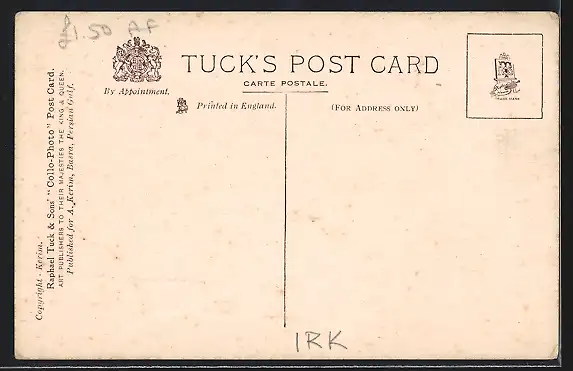 £1.50 AF
TUCK'S POST CARD
CARTE POSTALE.
By Appointment.
Printed in England.
(FOR ADDRESS ONLY)
TRADE MARK
Copyright - Kerim.
Raphael Tuck & Sons' "Collo-Photo" Post Card.
ART PUBLISHERS TO THEIR MAJESTIES THE KING & QUEEN.
Published for A. Kerim, Basra, Persian Gulf.
IRK